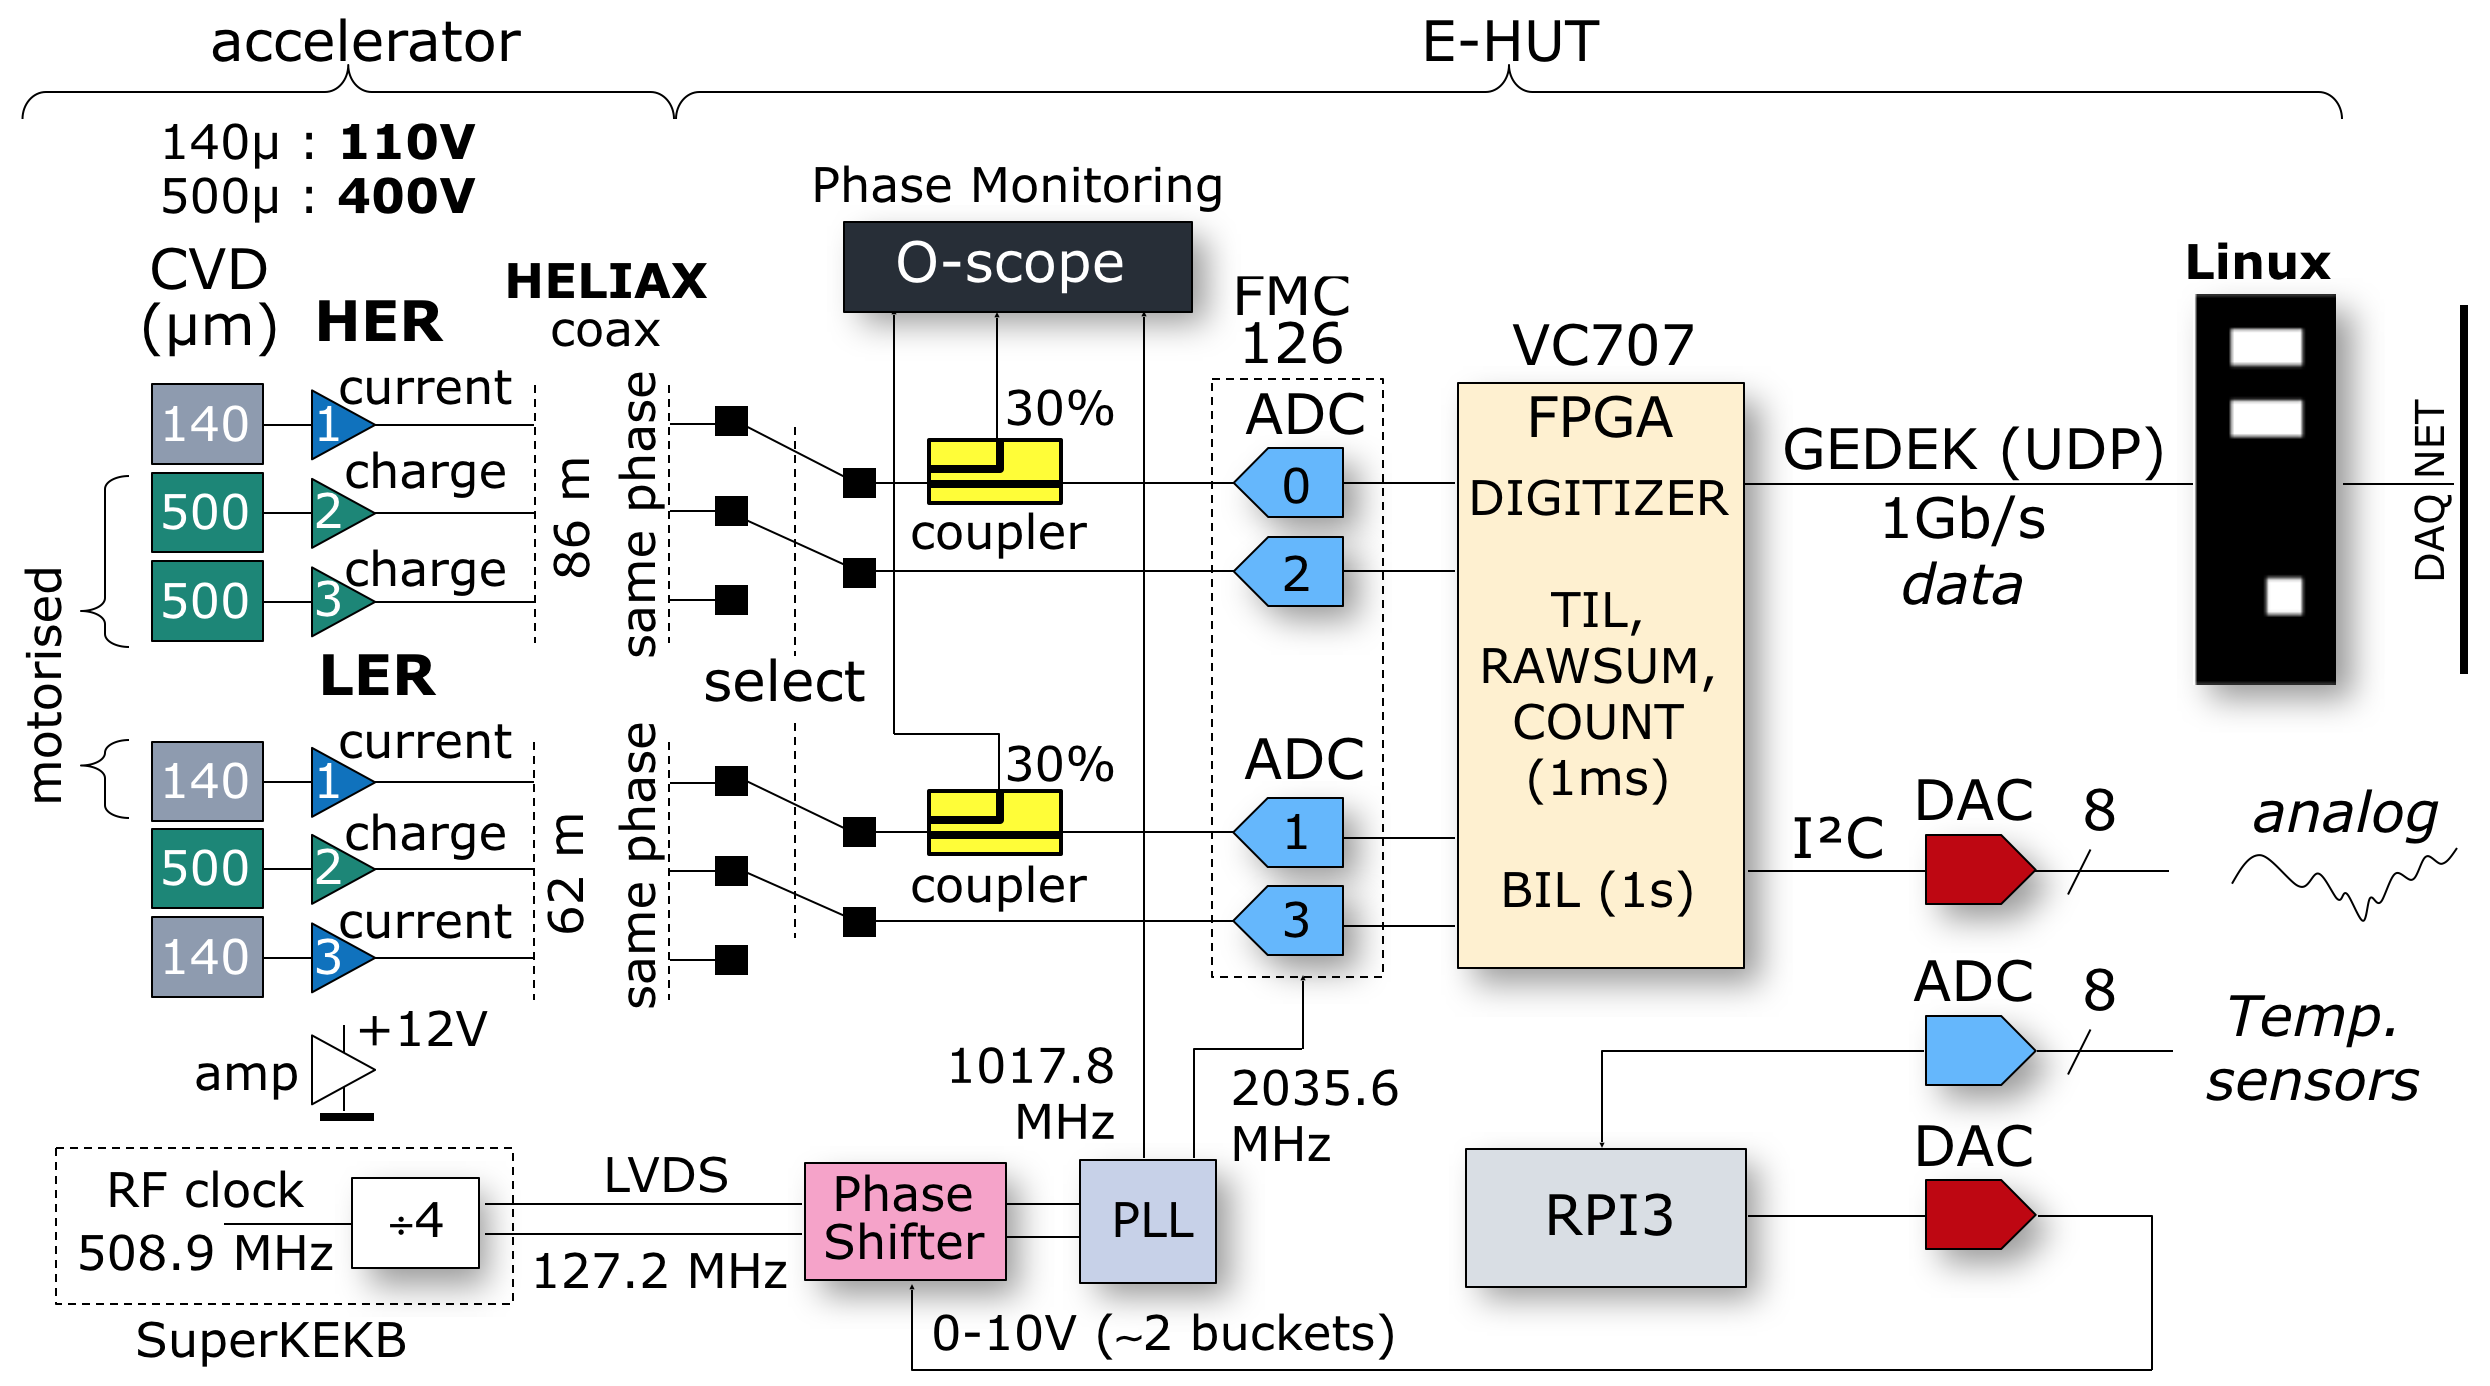 accelerator
E-HUT
140µ : 110V
500µ : 400V
Phase Monitoring
O-scope
CVD
(µm)
HER
HELIAX
coax
FMC
126
VC707
Linux
140
1
current
500
2
charge
500
3
charge
motorised
86 m
same phase
30%
coupler
ADC
0
2
FPGA
DIGITIZER
TIL,
RAWSUM,
COUNT
(1ms)
BIL (1s)
GEDEK (UDP)
1Gb/s
data
DAQ NET
LER
select
140
1
current
500
2
charge
140
3
current
62 m
same phase
30%
coupler
ADC
1
3
I²C
DAC
8
analog
ADC
8
Temp.
sensors
amp
+12V
1017.8
MHz
2035.6
MHz
RF clock
508.9 MHz
÷4
SuperKEKB
LVDS
127.2 MHz
Phase
Shifter
PLL
RPI3
DAC
0-10V (~2 buckets)